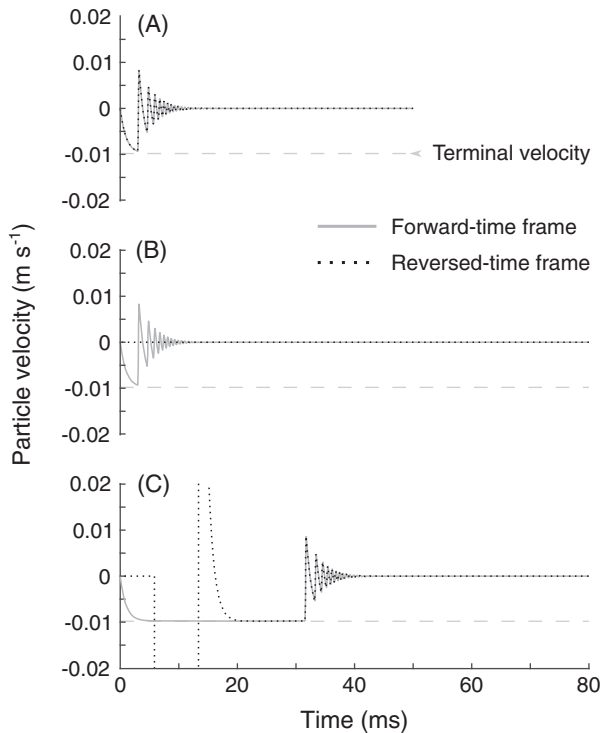 0.02
(A)
0.01
0
-0.01
Terminal velocity
-0.02
Forward-time frame
Reversed-time frame
0.02
(B)
0.01
0
-0.01
-0.02
Particle velocity (m s-1)
0.02
(C)
0.01
0
-0.01
-0.02
0 20 40 60 80
Time (ms)